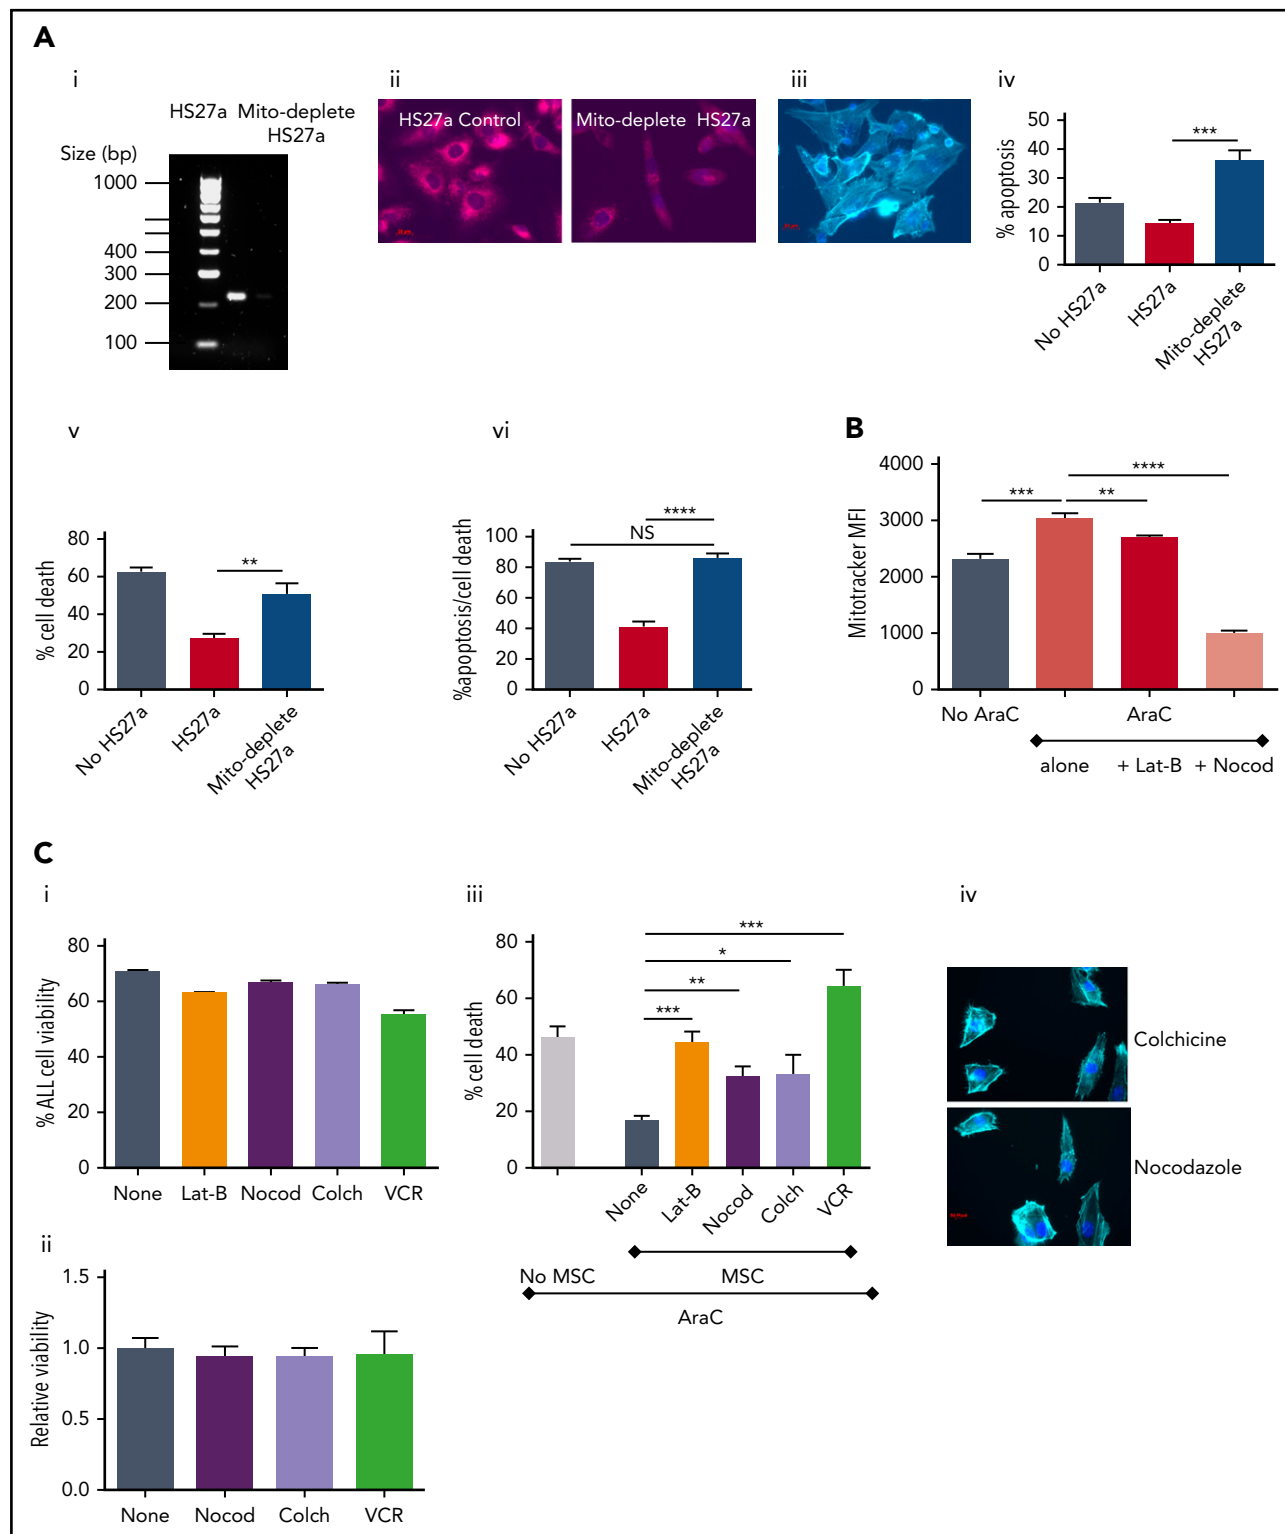 A
i
HS27a Mito-deplete
HS27a
Size (bp)
1000
400
300
200
100
ii
HS27a Control
Mito-deplete HS27a
iii
iv
% apoptosis
50
40
30
20
10
0
***
No HS27a
HS27a
Mito-deplete
HS27a
v
% cell death
80
60
40
20
0
**
No HS27a
HS27a
Mito-deplete
HS27a
vi
%apoptosis/cell death
100
80
60
40
20
0
****
NS
No HS27a
HS27a
Mito-deplete
HS27a
B
Mitotracker MFI
4000
3000
2000
1000
0
****
***
**
No AraC
AraC
alone
+ Lat-B
+ Nocod
C
i
% ALL cell viability
80
60
40
20
0
None
Lat-B
Nocod
Colch
VCR
ii
Relative viability
1.5
1.0
0.5
0.0
None
Nocod
Colch
VCR
iii
% cell death
80
60
40
20
0
***
*
**
***
None
Lat-B
Nocod
Colch
VCR
No MSC
MSC
AraC
iv
Colchicine
Nocodazole